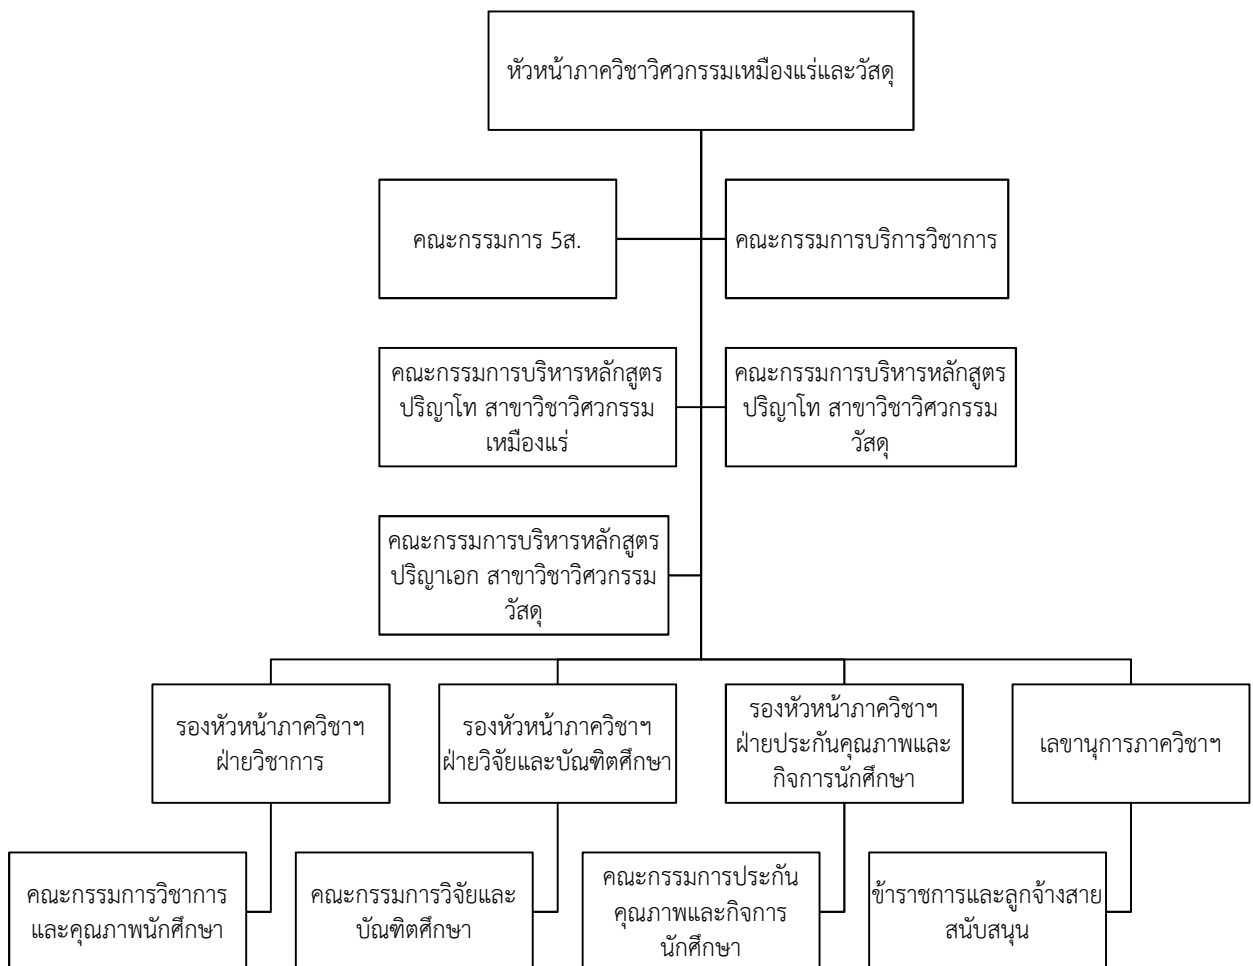 หัวหน้าภาควิชาวิศวกรรมเหมืองแร่และวัสดุ
คณะกรรมการ 5ส.
คณะกรรมการบริการวิชาการ
คณะกรรมการบริหารหลักสูตร
ปริญาโท สาขาวิชาวิศวกรรม
เหมืองแร่
คณะกรรมการบริหารหลักสูตร
ปริญาโท สาขาวิชาวิศวกรรม
วัสดุ
คณะกรรมการบริหารหลักสูตร
ปริญาเอก สาขาวิชาวิศวกรรม
วัสดุ
รองหัวหน้าภาควิชาฯ
ฝ่ายวิชาการ
รองหัวหน้าภาควิชาฯ
ฝ่ายวิจัยและบัณฑิตศึกษา
รองหัวหน้าภาควิชาฯ
ฝ่ายประกันคุณภาพและ
กิจการนักศึกษา
เลขานุการภาควิชาฯ
คณะกรรมการวิชาการ
และคุณภาพนักศึกษา
คณะกรรมการวิจัยและ
บัณฑิตศึกษา
คณะกรรมการประกัน
คุณภาพและกิจการ
นักศึกษา
ข้าราชการและลูกจ้างสาย
สนับสนุน